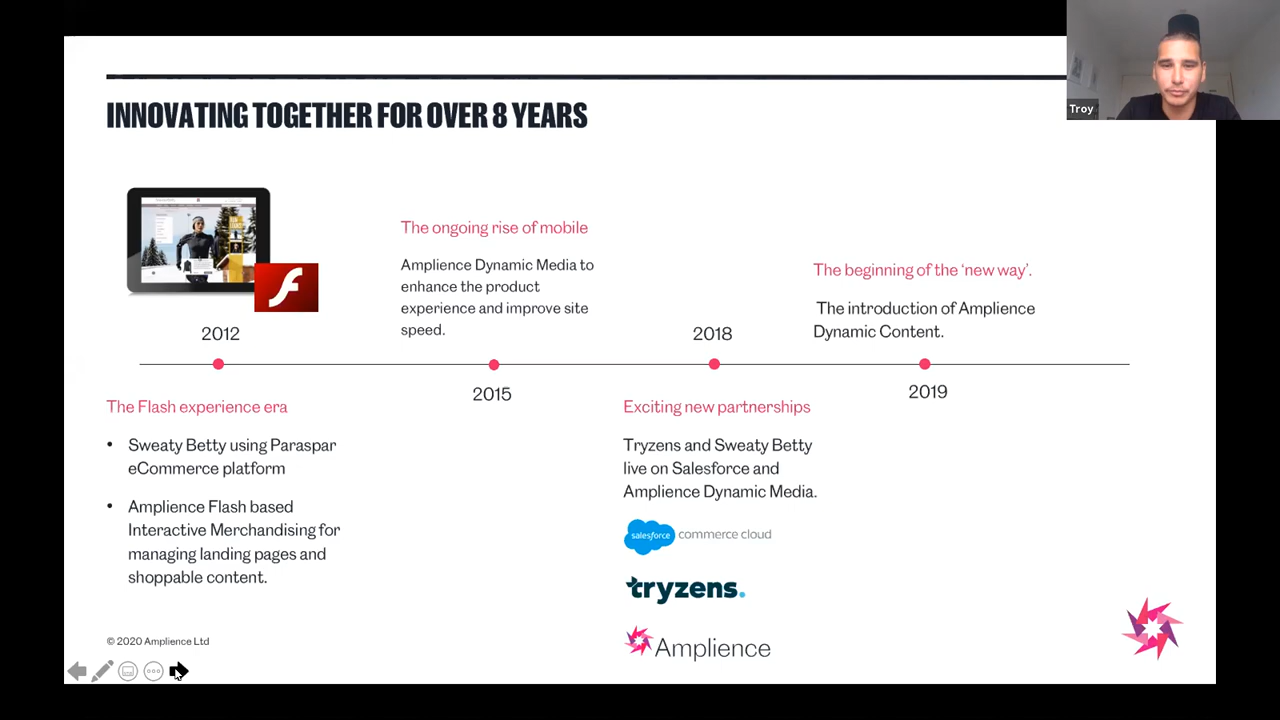 Troy
INNOVATING TOGETHER FOR OVER 8 YEARS
2012
The Flash experience era
• Sweaty Betty using Paraspar
eCommerce platform
• Amplience Flash based
Interactive Merchandising for
managing landing pages and
shoppable content.
The ongoing rise of mobile
Amplience Dynamic Media to
enhance the product
experience and improve site
speed.
2015
2018
Exciting new partnerships
Tryzens and Sweaty Betty
live on Salesforce and
Amplience Dynamic Media.
salesforce commerce cloud
tryzens.
Amplience
The beginning of the ‘new way’.
The introduction of Amplience
Dynamic Content.
2019
© 2020 Amplience Ltd